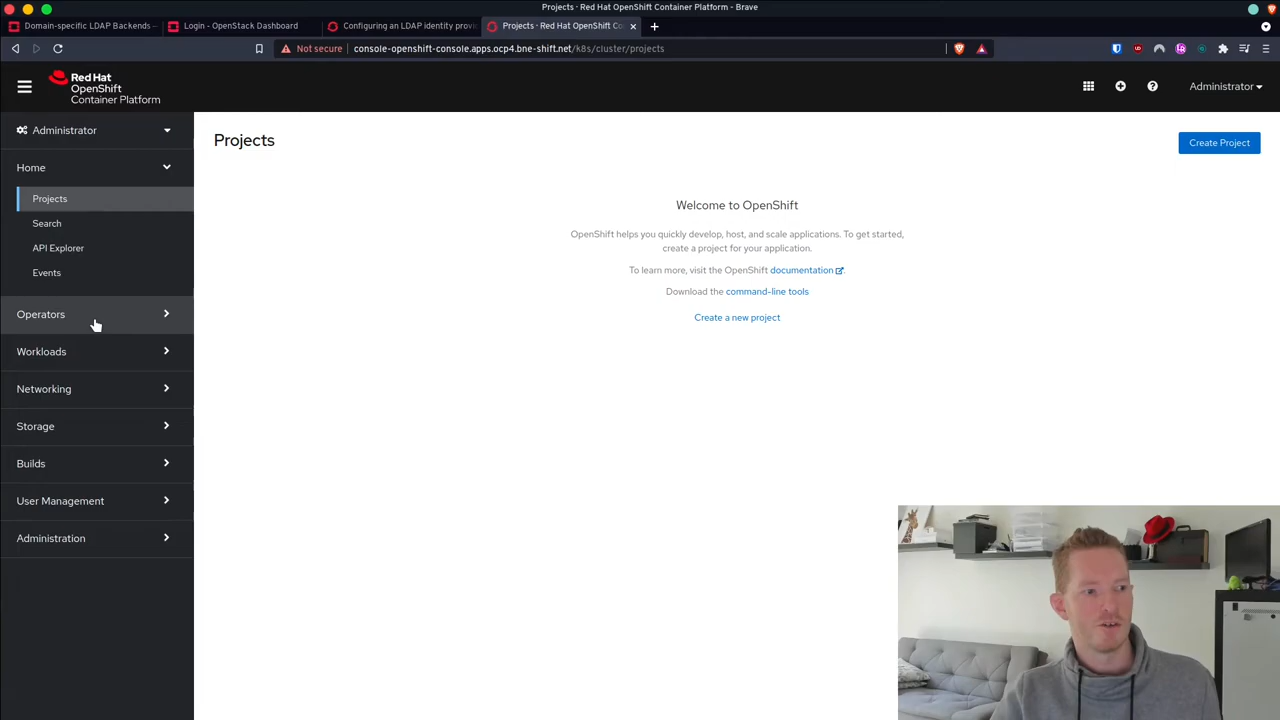 Projects · Red Hat OpenShift Container Platform - Brave
Domain-specific LDAP Backends
Login - OpenStack Dashboard
Configuring an LDAP identity provi
Projects · Red Hat OpenShift Co
Not secure
console-openshift-console.apps.ocp4.bne-shift.net/k8s/cluster/projects
Red Hat
OpenShift
Container Platform
Administrator
Administrator
Home
Projects
Search
API Explorer
Events
Operators
Workloads
Networking
Storage
Builds
User Management
Administration
Projects
Create Project
Welcome to OpenShift
OpenShift helps you quickly develop, host, and scale applications. To get started,
create a project for your application.
To learn more, visit the OpenShift documentation.
Download the command-line tools
Create a new project